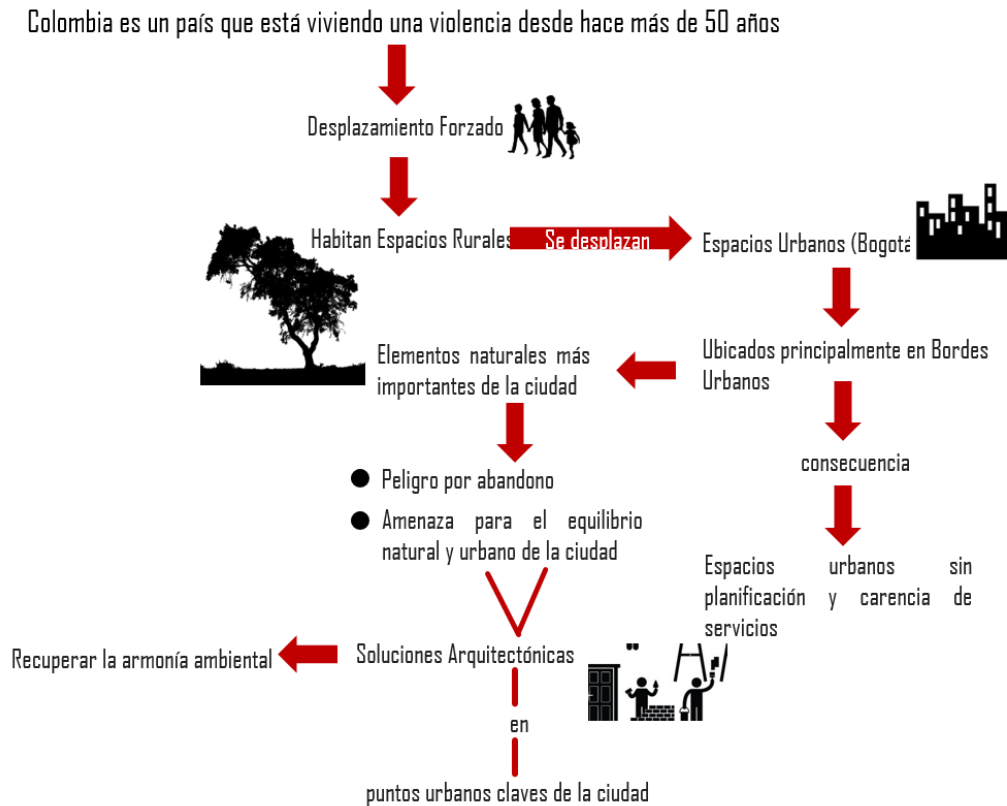 Colombia es un país que está viviendo una violencia desde hace más de 50 años
Desplazamiento Forzado
Habitan Espacios Rurales
Se desplazan
Espacios Urbanos (Bogotá
Ubicados principalmente en Bordes
Urbanos
Elementos naturales más
importantes de la ciudad
consecuencia
Peligro por abandono
Amenaza para el equilibrio
natural y urbano de la ciudad
Espacios urbanos sin
planificación y carencia de
servicios
Soluciones Arquitectónicas
Recuperar la armonía ambiental
en
puntos urbanos claves de la ciudad